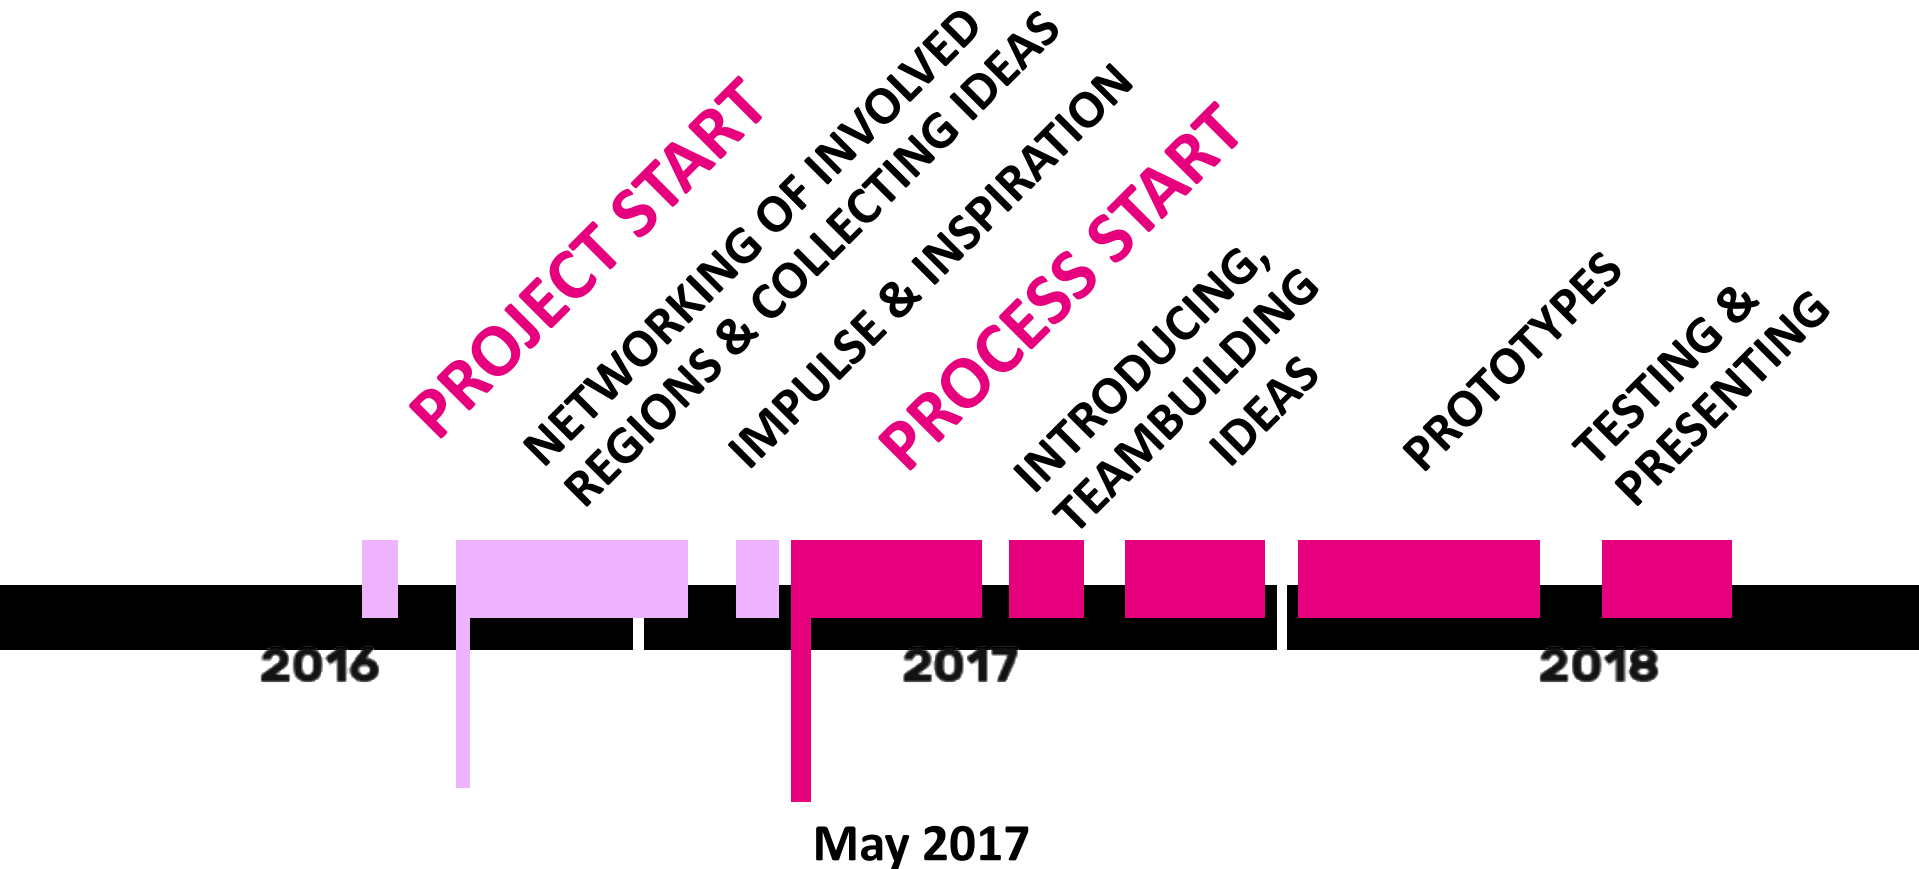 PROJECT START
NETWORKING OF INVOLVED
REGIONS & COLLECTING IDEAS
IMPULSE & INSPIRATION
PROCESS START
INTRODUCING,
TEAMBUILDING
IDEAS
PROTOTYPES
TESTING &
PRESENTING
2016
2017
2018
May 2017